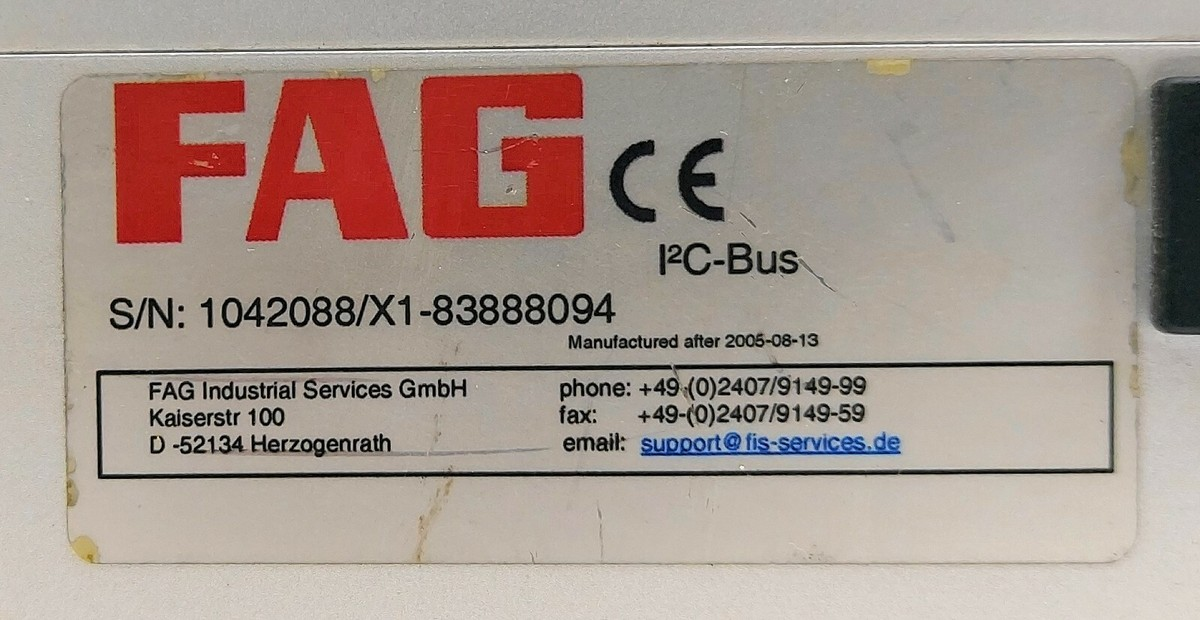 FAG CE
I²C-Bus
S/N: 1042088/X1-83888094
Manufactured after 2005-08-13
FAG Industrial Services GmbH phone: +49-(0)2407/9149-99
Kaiserstr 100 fax: +49-(0)2407/9149-59
D -52134 Herzogenrath email: support@fis-services.de